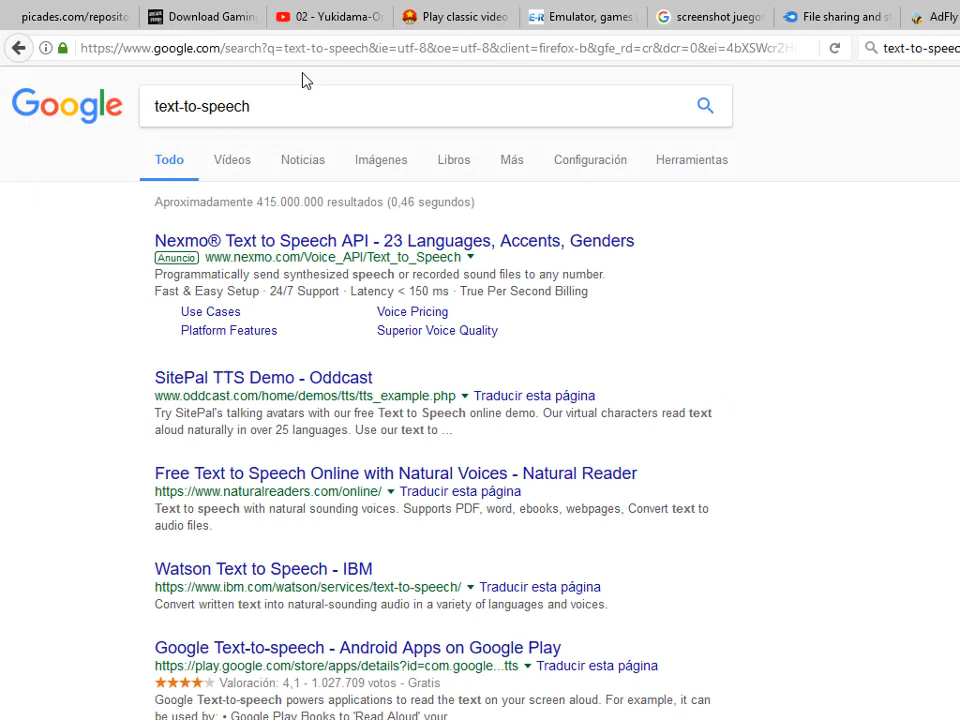 picades.com/reposito
Download Gaming
02 - Yukidama-O
Play classic video
Emulator, games
screenshot juego
File sharing and st
AdFly
https://www.google.com/search?q=text-to-speech&ie=utf-8&oe=utf-8&client=firefox-b&gfe_rd=cr&dcr=0&ei=4bXSWcr2H
text-to-speec
Google
text-to-speech
Todo
Vídeos
Noticias
Imágenes
Libros
Más
Configuración
Herramientas
Aproximadamente 415.000.000 resultados (0,46 segundos)
Nexmo® Text to Speech API - 23 Languages, Accents, Genders
Anuncio www.nexmo.com/Voice_API/Text_to_Speech
Programmatically send synthesized speech or recorded sound files to any number.
Fast & Easy Setup · 24/7 Support · Latency < 150 ms · True Per Second Billing
Use Cases
Voice Pricing
Platform Features
Superior Voice Quality
SitePal TTS Demo - Oddcast
www.oddcast.com/home/demos/tts/tts_example.php Traducir esta página
Try SitePal's talking avatars with our free Text to Speech online demo. Our virtual characters read text
aloud naturally in over 25 languages. Use our text to ...
Free Text to Speech Online with Natural Voices - Natural Reader
https://www.naturalreaders.com/online/ Traducir esta página
Text to speech with natural sounding voices. Supports PDF, word, ebooks, webpages, Convert text to
audio files.
Watson Text to Speech - IBM
https://www.ibm.com/watson/services/text-to-speech/ Traducir esta página
Convert written text into natural-sounding audio in a variety of languages and voices.
Google Text-to-speech - Android Apps on Google Play
https://play.google.com/store/apps/details?id=com.google...tts Traducir esta página
Valoración: 4,1 - 1.027.709 votos - Gratis
Google Text-to-speech powers applications to read the text on your screen aloud. For example, it can
be used by: • Google Play Books to 'Read Aloud' your